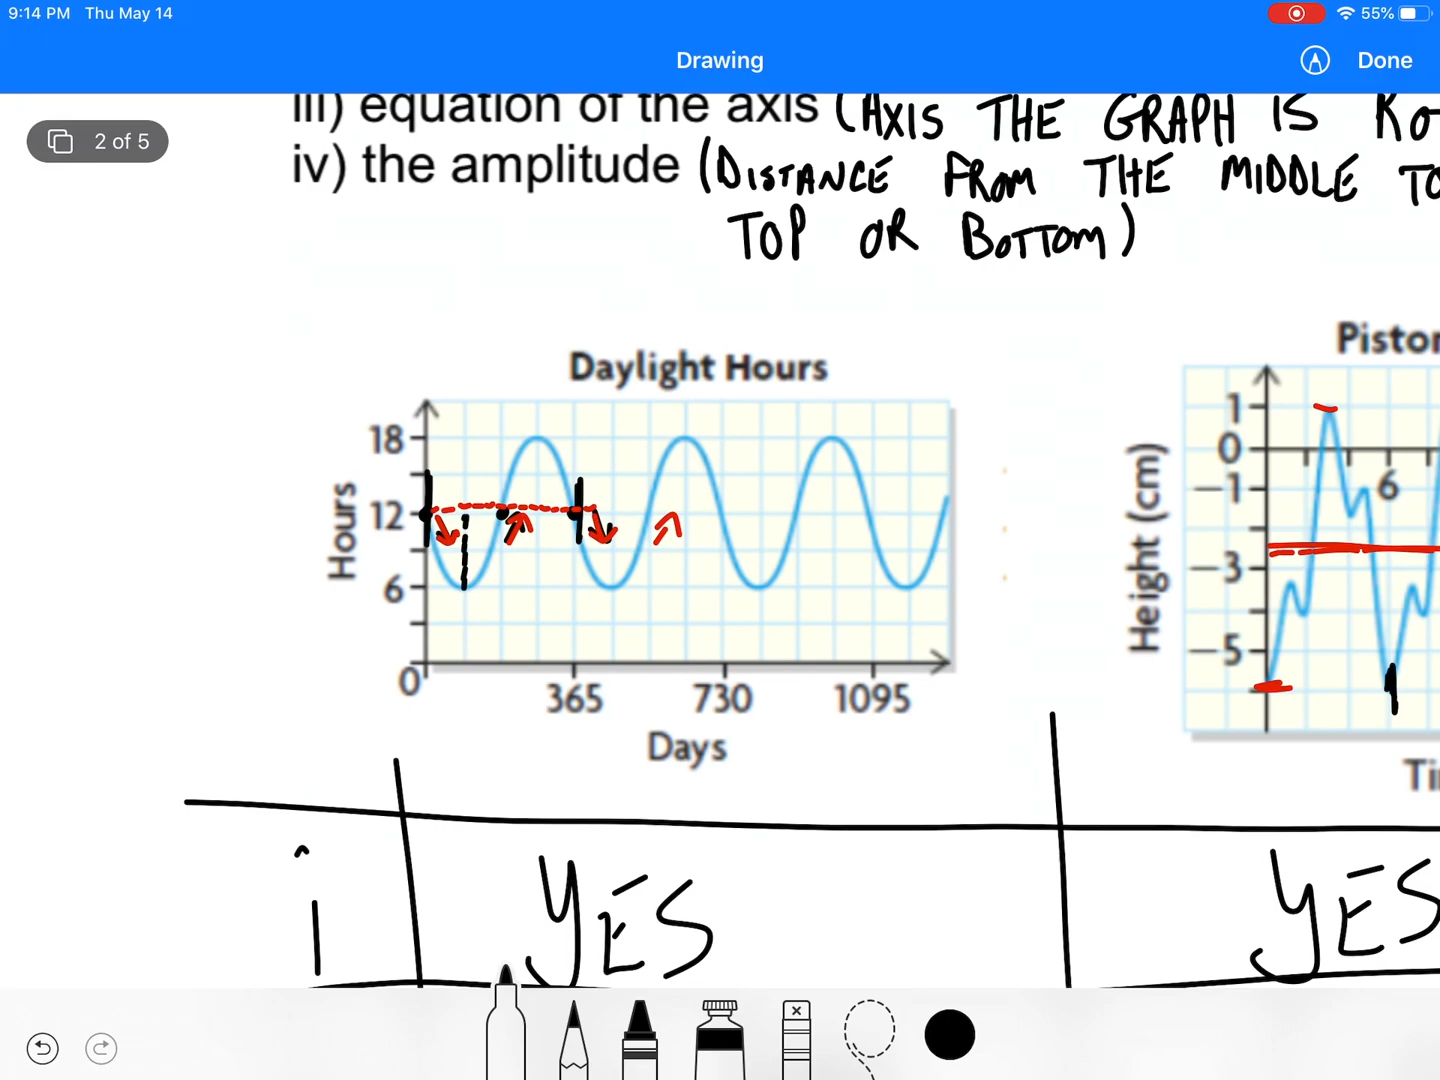 9:14 PM Thu May 14
55%
Drawing
Done
2 of 5
iii) equation of the axis (AXIS THE GRAPH IS
iv) the amplitude (DISTANCE FROM THE MIDDLE TO
TOP OR BOTTOM)
Daylight Hours
Hours
18
12
6
0
365
730
1095
Days
Height (cm)
1
0
-1
-3
-5
6
i
YES
YES